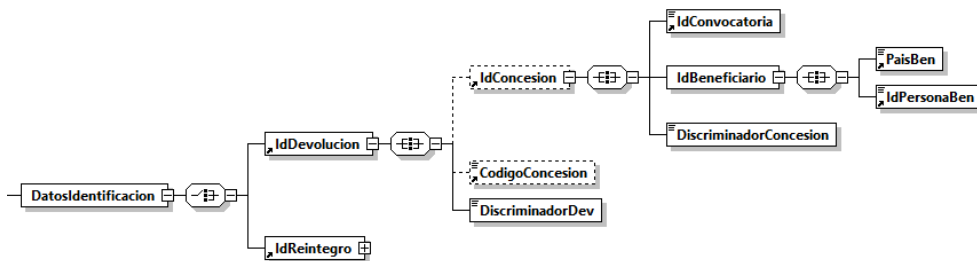 IdConvocatoria
PaisBen
IdConcesion
IdBeneficiario
IdPersonaBen
DiscriminadorConcesion
IdDevolucion
CodigoConcesion
DatosIdentificacion
DiscriminadorDev
IdReintegro